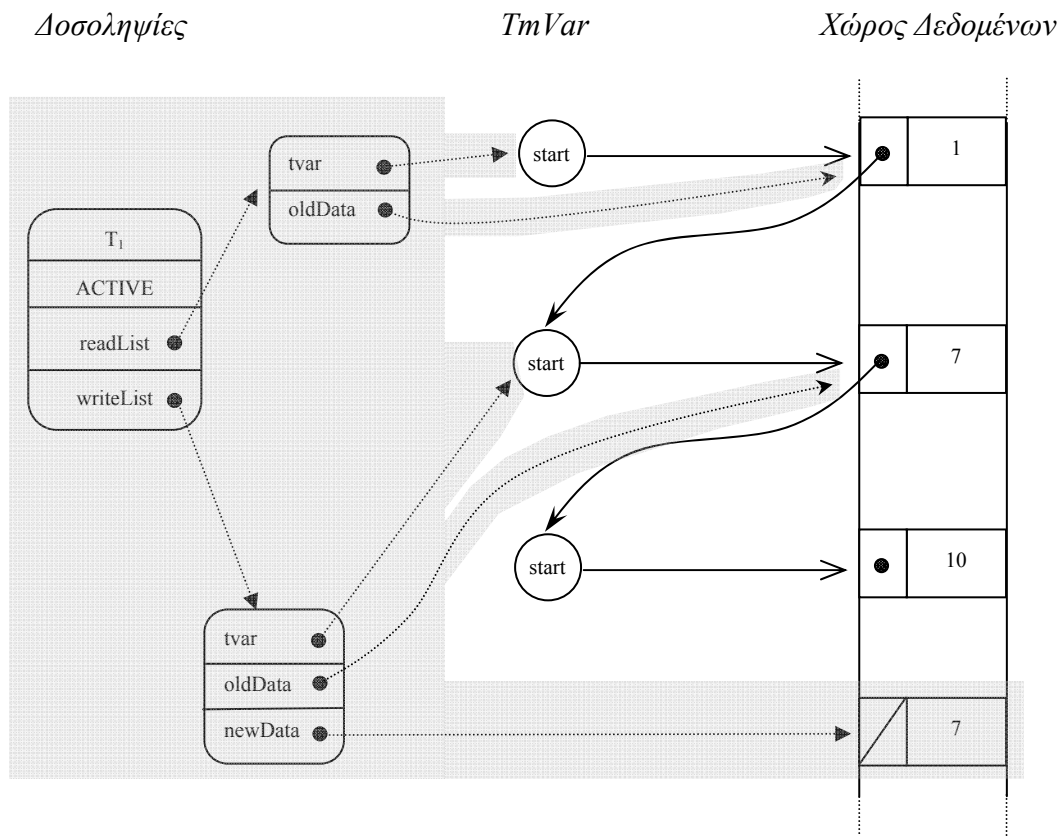 Δοσοληψίες TmVar Χώρος Δεδομένων
tvar
start
1
oldData
T₁
ACTIVE
readList
writeList
start
7
start
10
tvar
oldData
newData
7